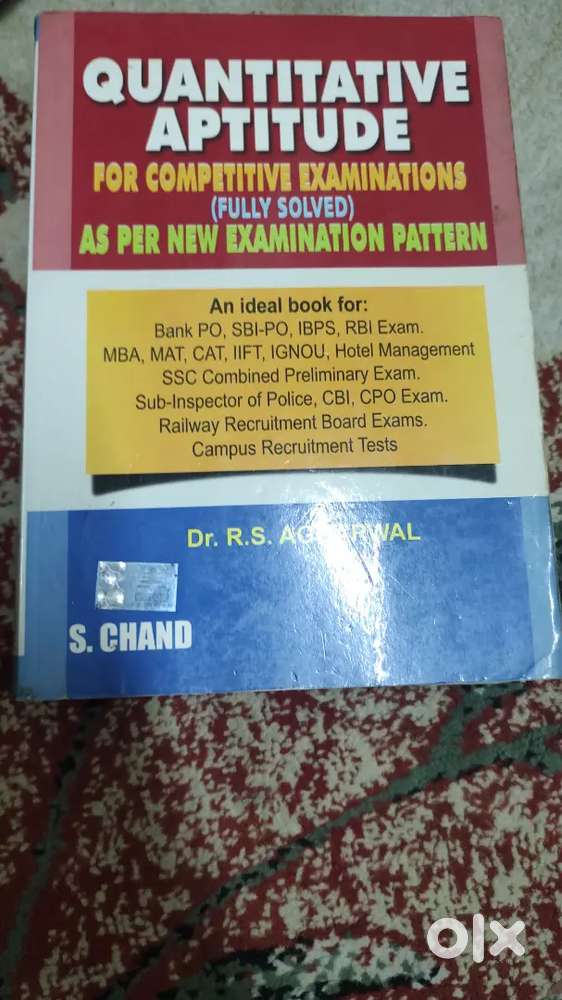 QUANTITATIVE
APTITUDE
FOR COMPETITIVE EXAMINATIONS
(FULLY SOLVED)
AS PER NEW EXAMINATION PATTERN
An ideal book for:
Bank PO, SBI-PO, IBPS, RBI Exam.
MBA, MAT, CAT, IIFT, IGNOU, Hotel Management
SSC Combined Preliminary Exam.
Sub-Inspector of Police, CBI, CPO Exam.
Railway Recruitment Board Exams.
Campus Recruitment Tests
Dr. R.S. AGGARWAL
S. CHAND
olx